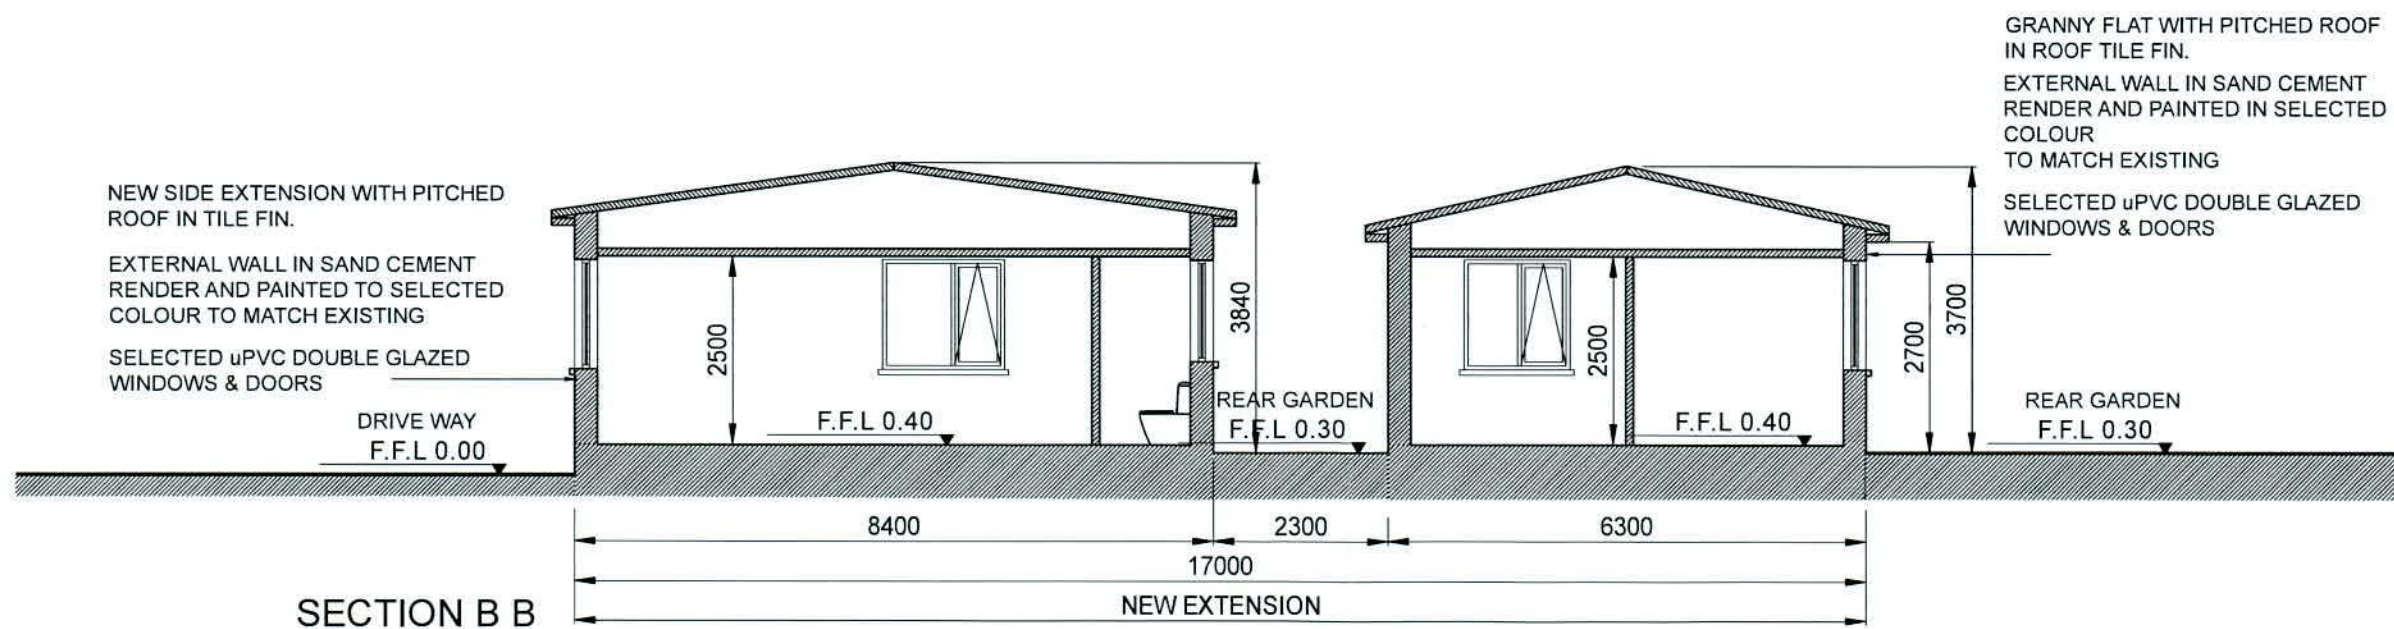 GRANNY FLAT WITH PITCHED ROOF
IN ROOF TILE FIN.
EXTERNAL WALL IN SAND CEMENT
RENDER AND PAINTED IN SELECTED
COLOUR
TO MATCH EXISTING
SELECTED uPVC DOUBLE GLAZED
WINDOWS & DOORS
NEW SIDE EXTENSION WITH PITCHED
ROOF IN TILE FIN.
EXTERNAL WALL IN SAND CEMENT
RENDER AND PAINTED TO SELECTED
COLOUR TO MATCH EXISTING
SELECTED uPVC DOUBLE GLAZED
WINDOWS & DOORS
DRIVE WAY
F.F.L 0.00
2500
F.F.L 0.40
3840
REAR GARDEN
F.F.L 0.30
2500
F.F.L 0.40
2700
3700
REAR GARDEN
F.F.L 0.30
8400
2300
6300
17000
NEW EXTENSION
SECTION B B